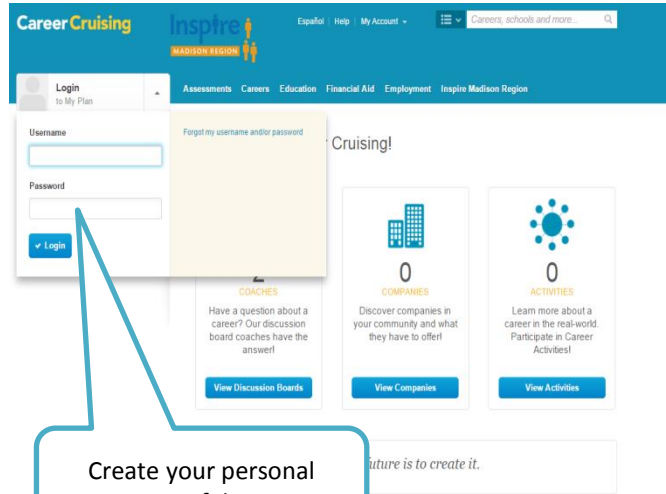 Career Cruising
Inspire
MADISON REGION
Español | Help | My Account
Careers, schools and more...
Login
to My Plan
Assessments Careers Education Financial Aid Employment Inspire Madison Region
Username
Forgot my username and/or password
Password
Login
Cruising!
COACHES
Have a question about a
career? Our discussion
board coaches have the
answer!
View Discussion Boards
0
COMPANIES
Discover companies in
your community and what
they have to offer!
View Companies
0
ACTIVITIES
Learn more about a
career in the real-world.
Participate in Career
Activities!
View Activities
future is to create it.
Create your personal